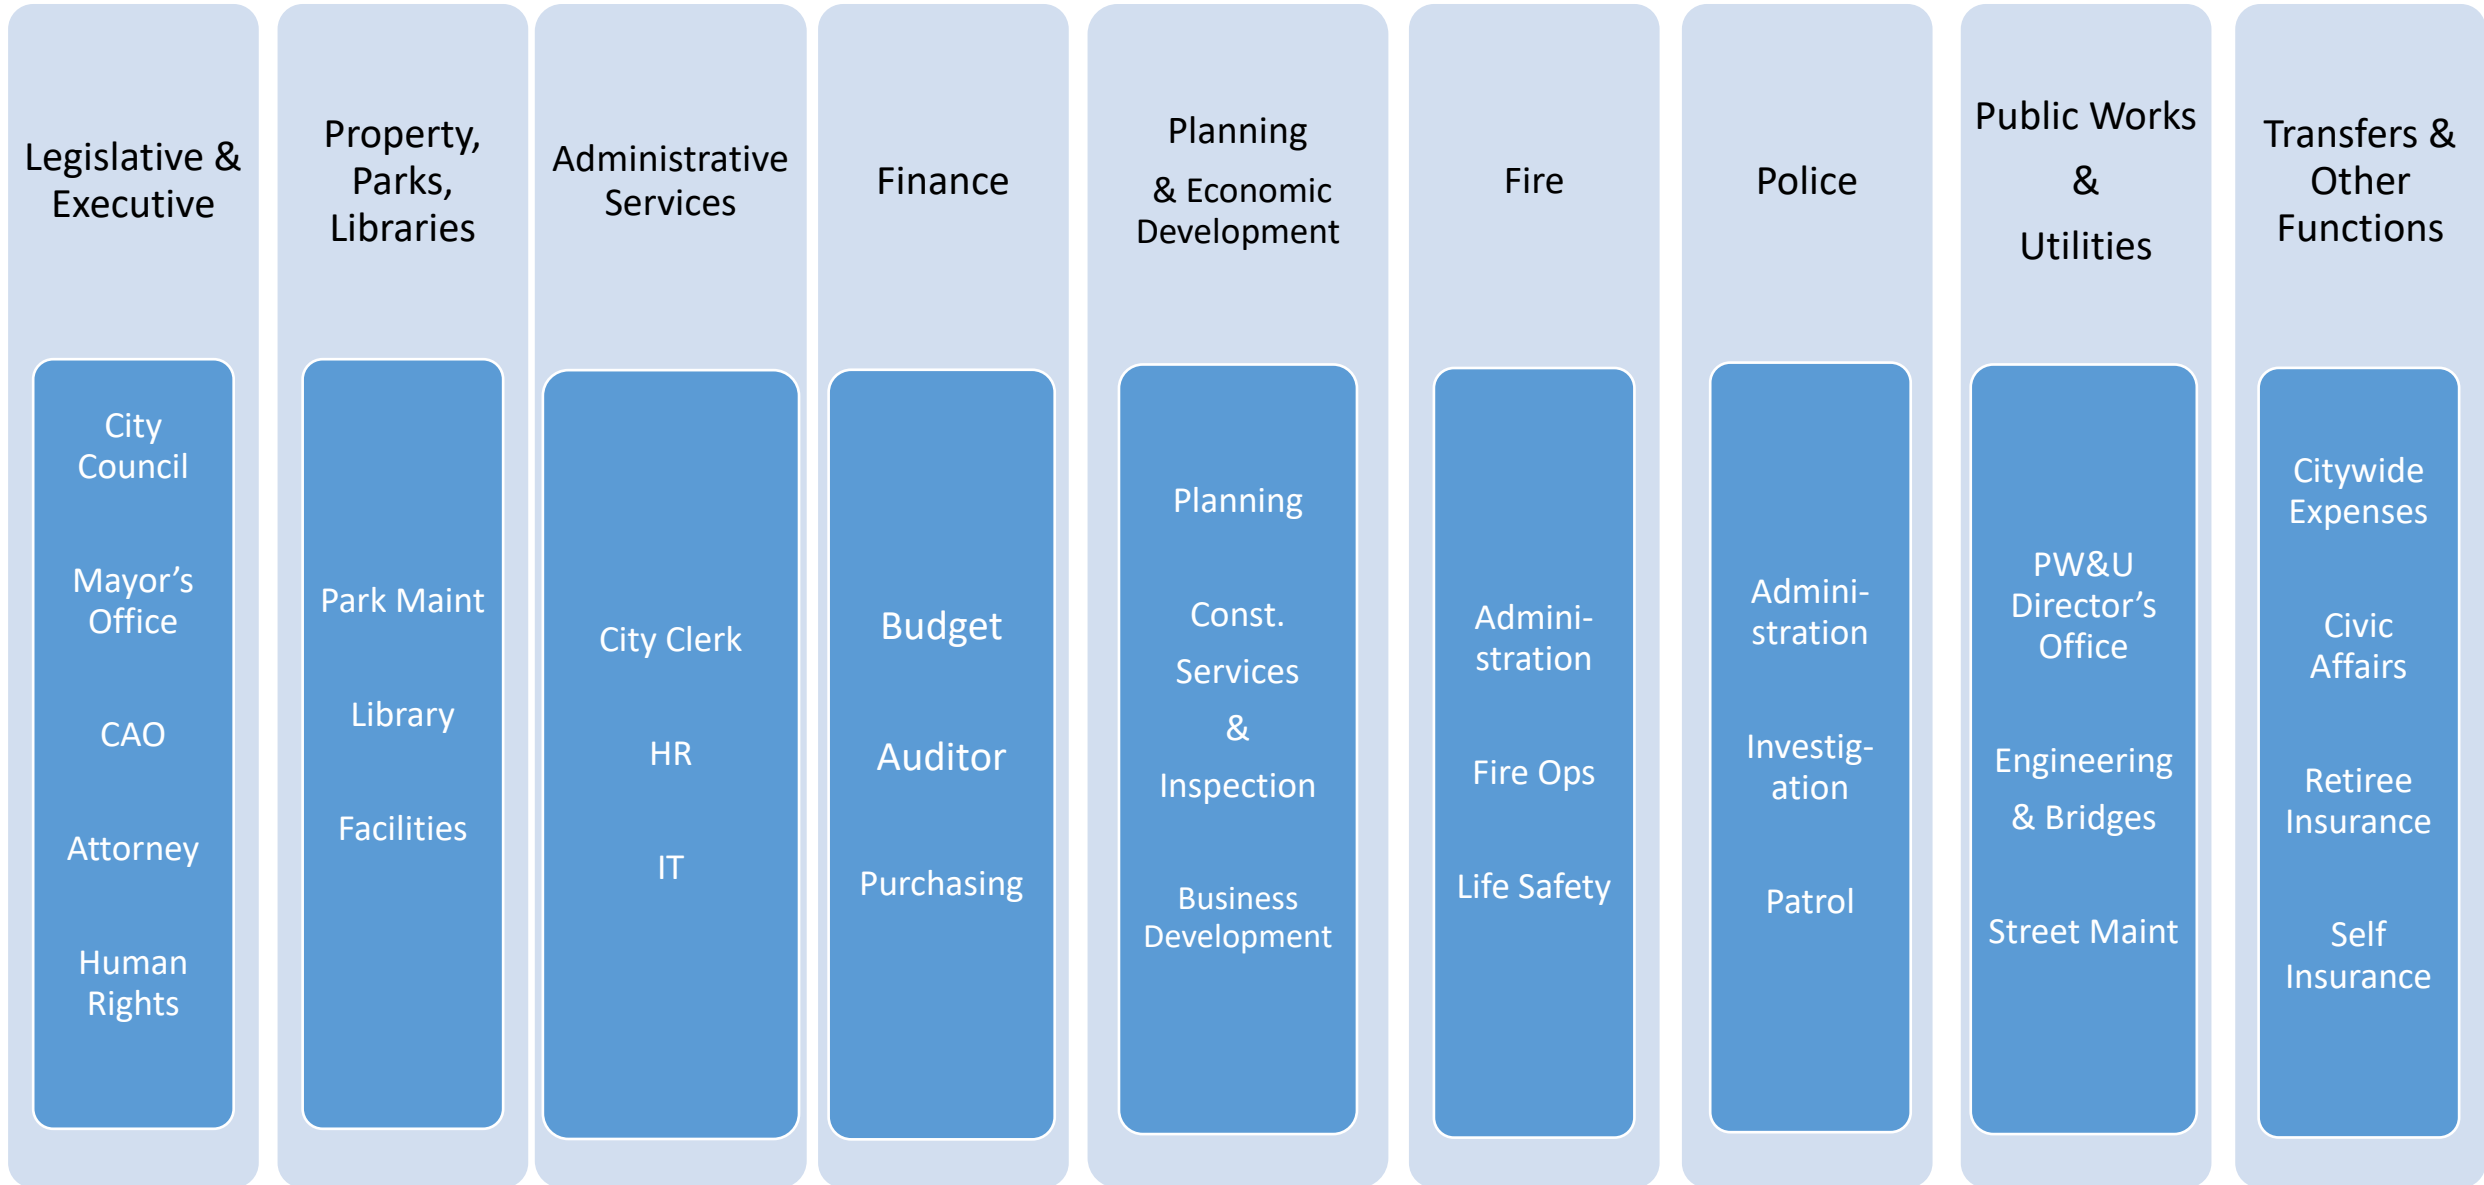 Legislative &
Executive
City
Council
Mayor’s
Office
CAO
Attorney
Human
Rights
Property,
Parks,
Libraries
Park Maint
Library
Facilities
Administrative
Services
City Clerk
HR
IT
Finance
Budget
Auditor
Purchasing
Planning
& Economic
Development
Planning
Const.
Services
&
Inspection
Business
Development
Fire
Admini-
stration
Fire Ops
Life Safety
Police
Admini-
stration
Investig-
ation
Patrol
Public Works
&
Utilities
PW&U
Director’s
Office
Engineering
& Bridges
Street Maint
Transfers &
Other
Functions
Citywide
Expenses
Civic
Affairs
Retiree
Insurance
Self
Insurance